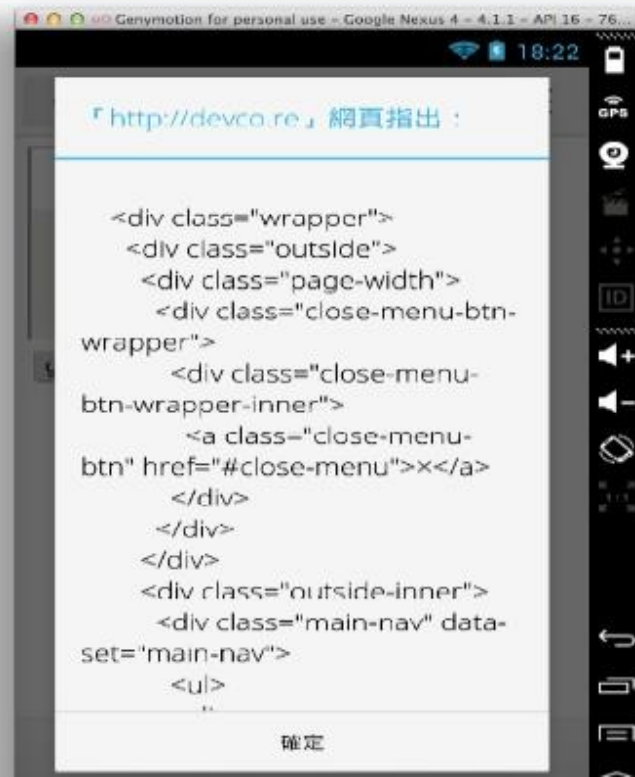 Genymotion for personal use - Google Nexus 4 - 4.1.1 - API 16 - 76...
18:22
「http://devco.re」網頁指出：
<div class="wrapper">
<div class="outside">
<div class="page-width">
<div class="close-menu-btn-
wrapper">
<div class="close-menu-
btn-wrapper-inner">
<a class="close-menu-
btn" href="#close-menu">×</a>
</div>
</div>
</div>
<div class="outside-inner">
<div class="main-nav" data-
set="main-nav">
<ul>
確定
GPS
ID